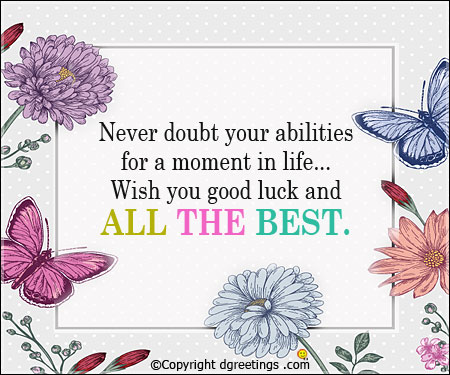 Never doubt your abilities
for a moment in life...
Wish you good luck and
ALL THE BEST.
©Copyright dgreetings .com